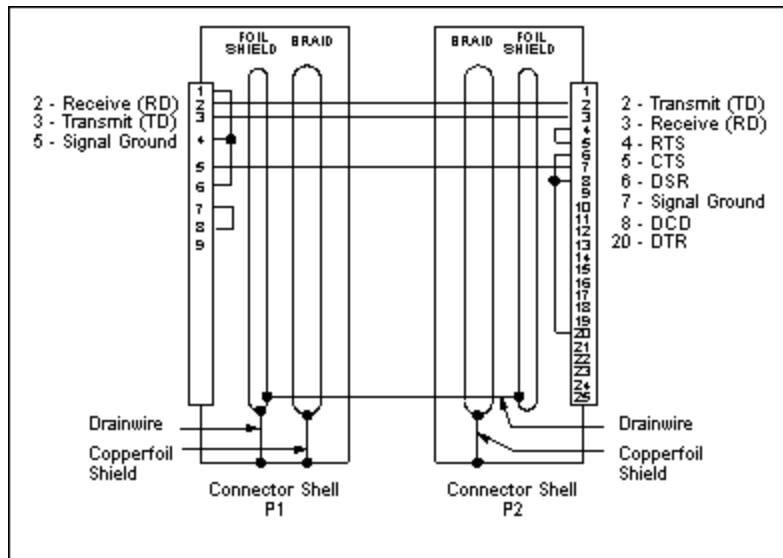 FOIL SHIELD BRAID
BRAID FOIL SHIELD
2 - Receive (RD)
3 - Transmit (TD)
5 - Signal Ground
1
2
3
4
5
6
7
8
9
1
2
3
4
5
6
7
8
9
10
11
12
13
14
15
16
17
18
19
20
21
22
23
24
25
2 - Transmit (TD)
3 - Receive (RD)
4 - RTS
5 - CTS
6 - DSR
7 - Signal Ground
8 - DCD
20 - DTR
Drainwire
Copperfoil
Shield
Connector Shell
P1
Connector Shell
P2
Drainwire
Copperfoil
Shield